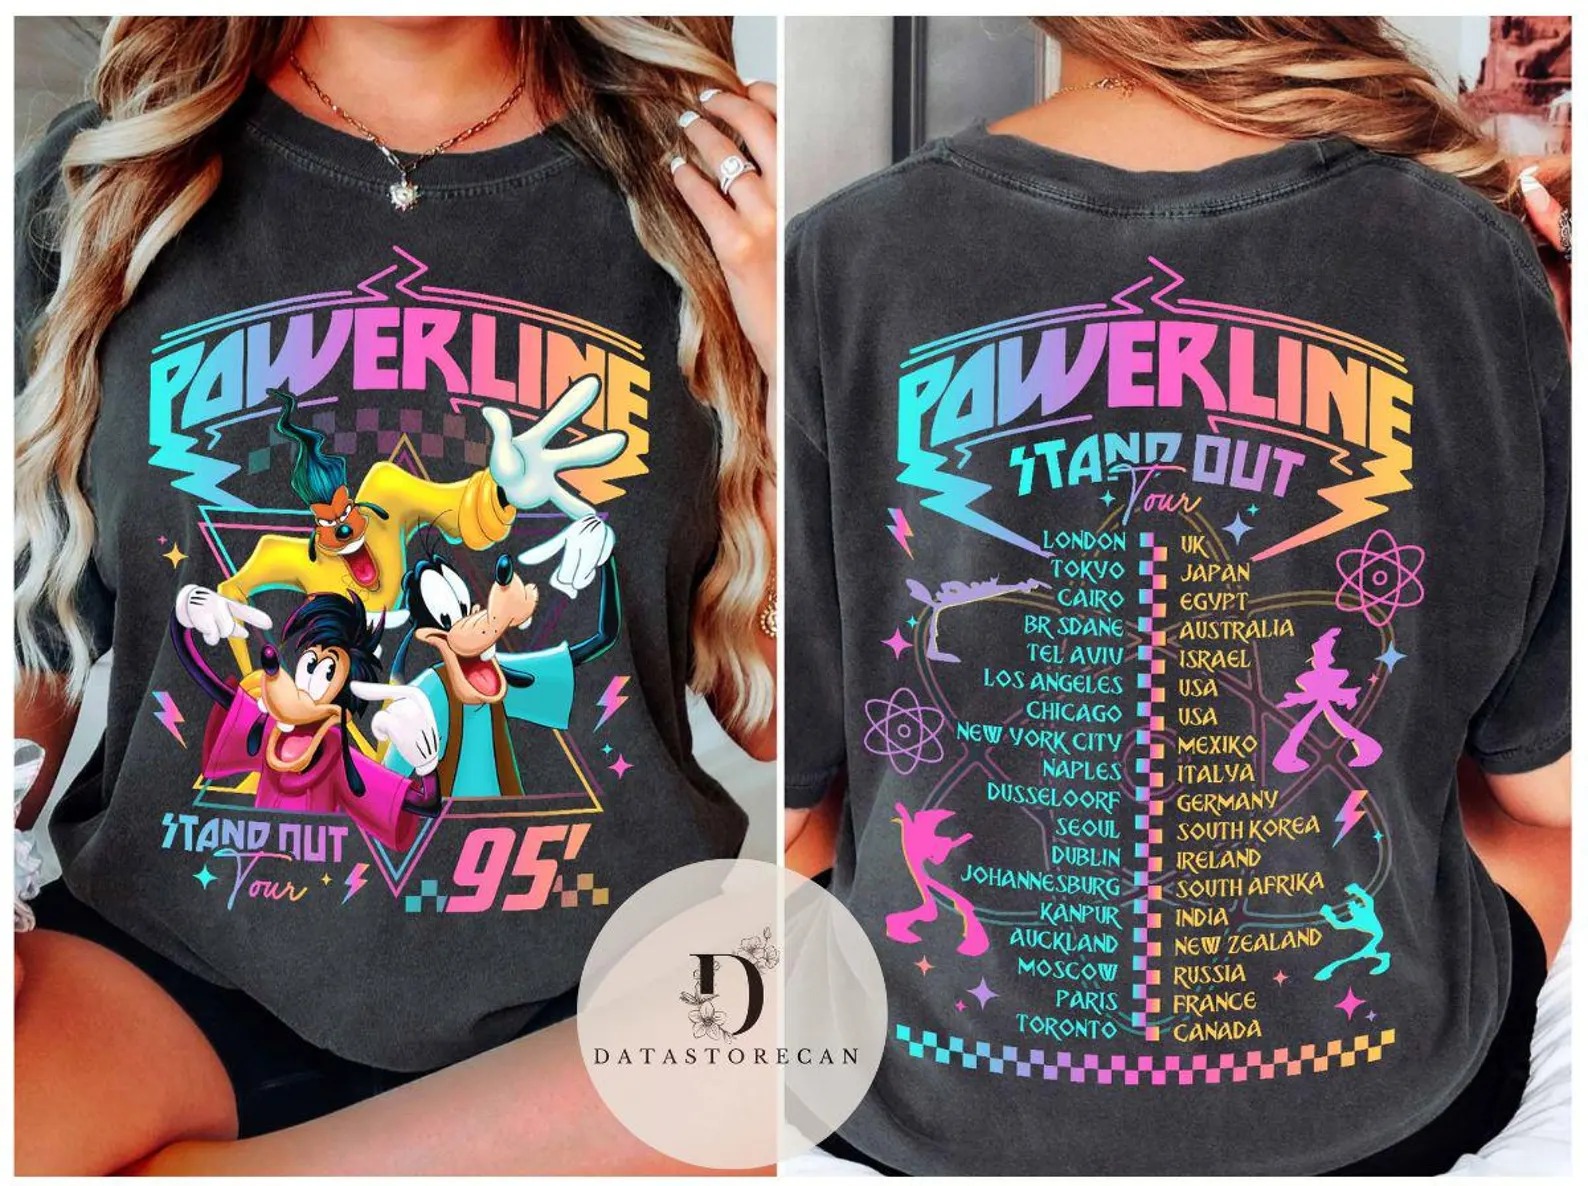 POWERLINE
STAND OUT
Tour
95'
POWERLINE
STAND OUT
Tour
LONDON UK
TOKYO JAPAN
CAIRO EGYPT
BR SDANE AUSTRALIA
TEL AVIV ISRAEL
LOS ANGELES USA
CHICAGO USA
NEW YORK CITY MEXIKO
NAPLES ITALYA
DUSSELOORF GERMANY
SEOUL SOUTH KOREA
DUBLIN IRELAND
JOHANNESBURG SOUTH AFRIKA
KANPUR INDIA
AUCKLAND NEW ZEALAND
MOSCOW RUSSIA
PARIS FRANCE
TORONTO CANADA
D
DATASTORECAN